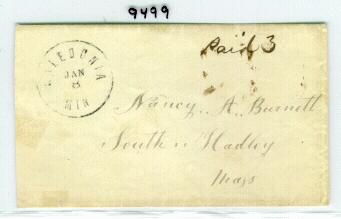 9499
Paid 3
CALEDONIA
JAN
8
MIN
Nancy A. Burnett
South Hadley
Mass